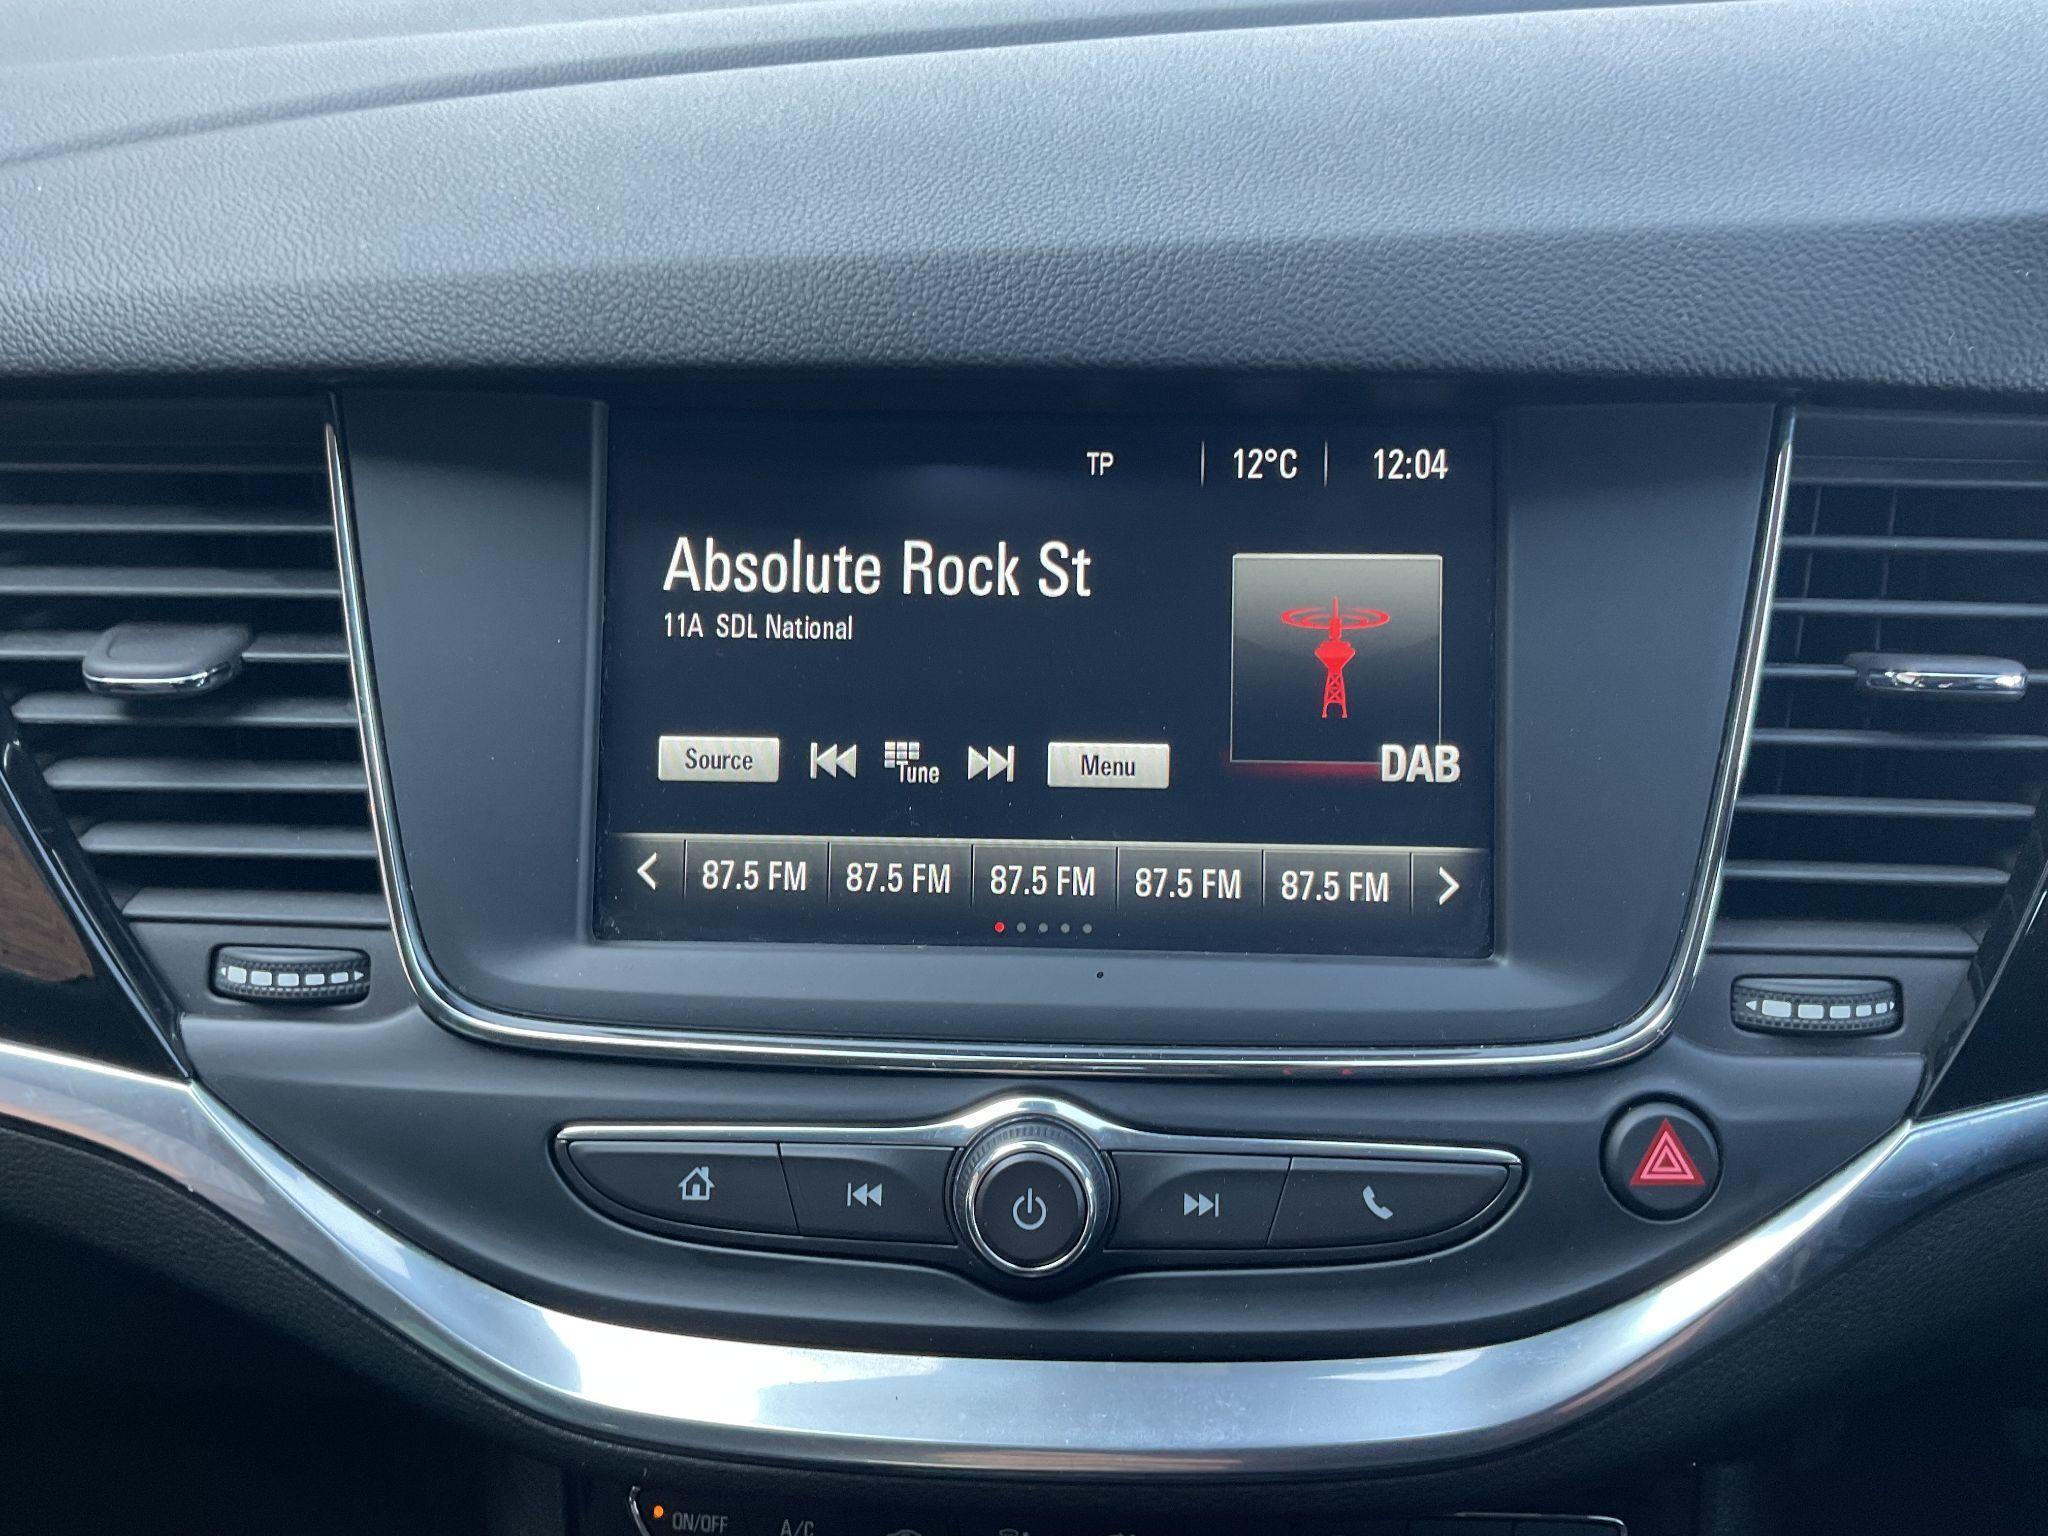 TP 12°C 12:04
Absolute Rock St
11A SDL National
Source Tune Menu
DAB
87.5 FM 87.5 FM 87.5 FM 87.5 FM 87.5 FM
ON/OFF A/C